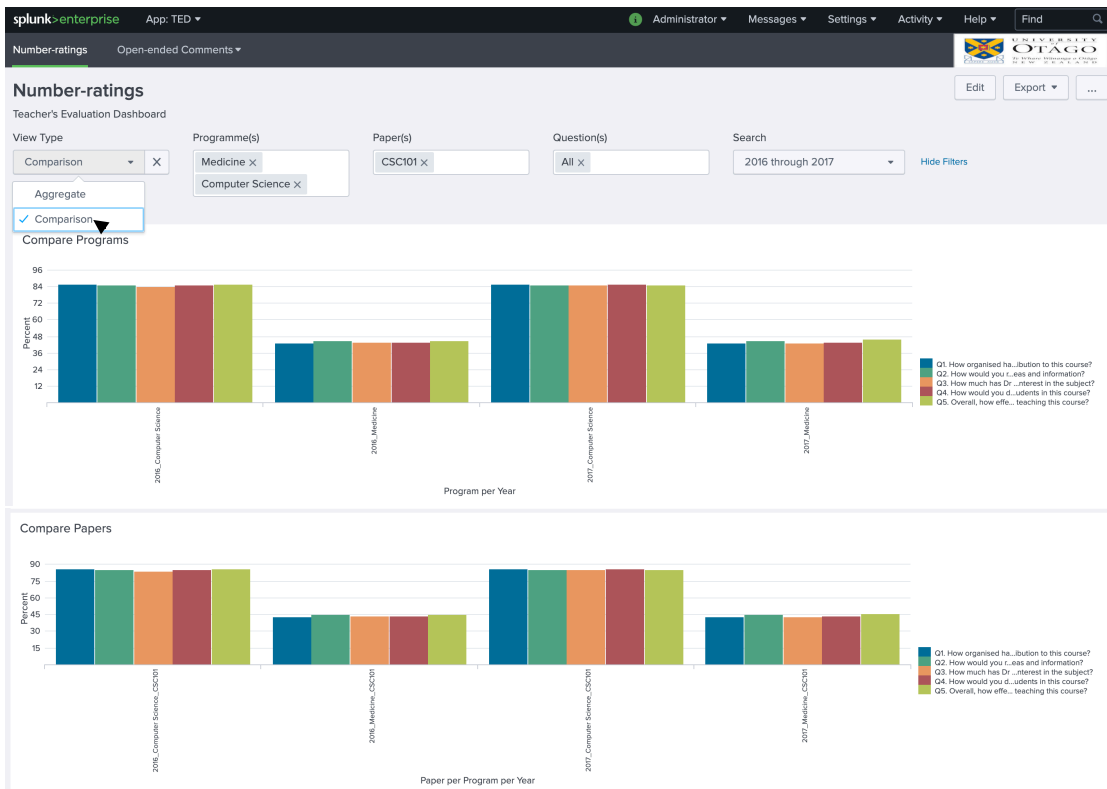 splunk>enterprise App: TED Administrator Messages Settings Activity Help Find
Number-ratings Open-ended Comments
UNIVERSITY
OF
OTAGO
Te Whare Wānanga o Otāgo
NEW ZEALAND
Number-ratings
Edit Export ...
Teacher's Evaluation Dashboard
View Type Programme(s) Paper(s) Question(s) Search
Comparison Medicine CSC101 All 2016 through 2017 Hide Filters
Computer Science
Aggregate
Comparison
Compare Programs
96
84
72
60
48
36
24
12
Percent
Q1. How organised ha...ibution to this course?
Q2. How would you r...eas and information?
Q3. How much has Dr ...nterest in the subject?
Q4. How would you d...udents in this course?
Q5. Overall, how effe... teaching this course?
2016_Computer Science
2016_Medicine
2017_Computer Science
2017_Medicine
Program per Year
Compare Papers
90
75
60
45
30
15
Percent
Q1. How organised ha...ibution to this course?
Q2. How would you r...eas and information?
Q3. How much has Dr ...nterest in the subject?
Q4. How would you d...udents in this course?
Q5. Overall, how effe... teaching this course?
2016_Computer Science_CSC101
2016_Medicine_CSC101
2017_Computer Science_CSC101
2017_Medicine_CSC101
Paper per Program per Year